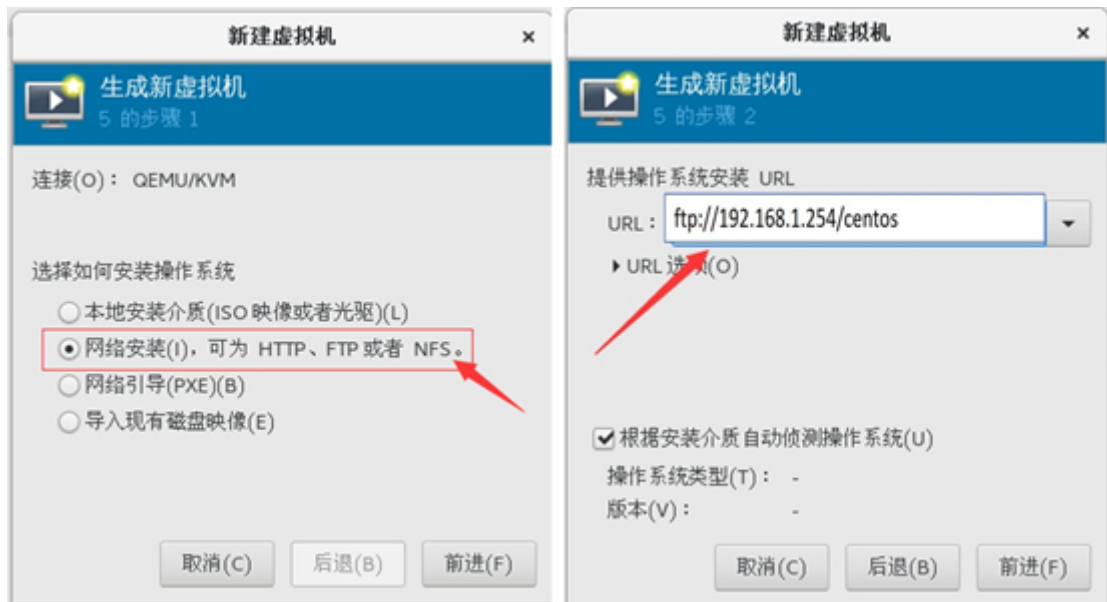 新建虚拟机 ×
生成新虚拟机
5 的步骤 1
连接(O)： QEMU/KVM
选择如何安装操作系统
本地安装介质(ISO 映像或者光驱)(L)
网络安装(I)，可为 HTTP、FTP 或者 NFS。
网络引导(PXE)(B)
导入现有磁盘映像(E)
取消(C) 后退(B) 前进(F)
新建虚拟机 ×
生成新虚拟机
5 的步骤 2
提供操作系统安装 URL
URL： ftp://192.168.1.254/centos
URL 选项(O)
根据安装介质自动侦测操作系统(U)
操作系统类型(T)： -
版本(V)： -
取消(C) 后退(B) 前进(F)